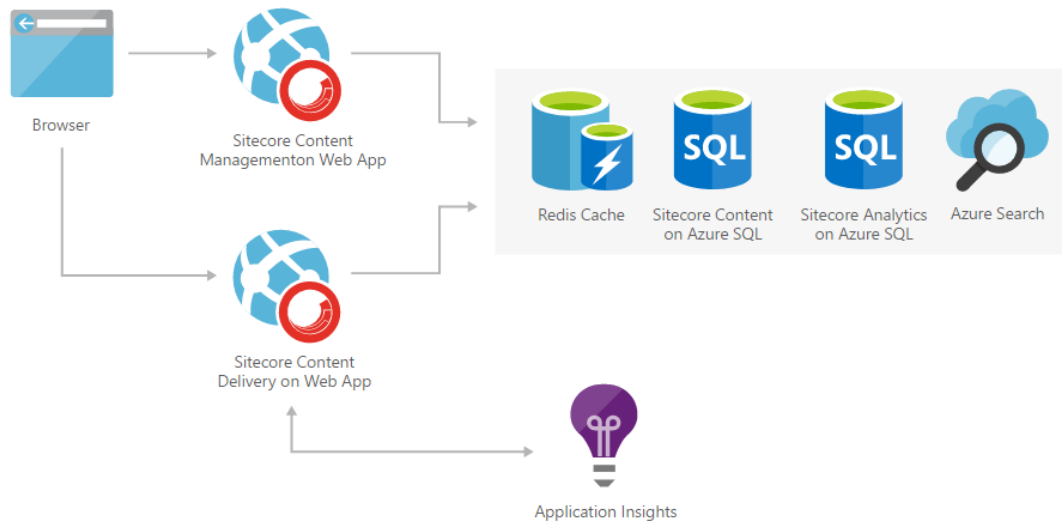 Browser
Sitecore Content
Managementon Web App
SQL
SQL
Redis Cache
Sitecore Content
on Azure SQL
Sitecore Analytics
on Azure SQL
Azure Search
Sitecore Content
Delivery on Web App
Application Insights